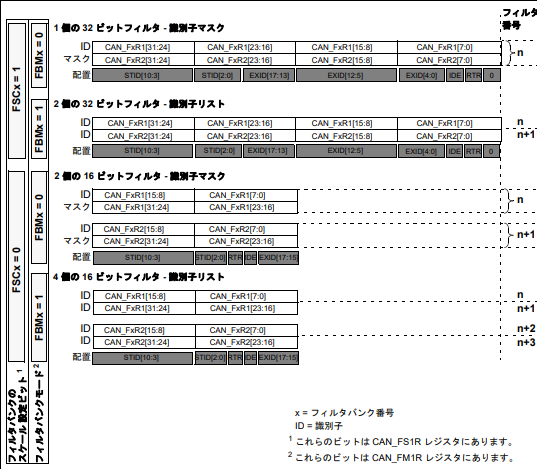 フィルタ
番号
FSCx = 1
FBMx = 0
1 個の 32 ビットフィルタ - 識別子マスク
ID CAN_FxR1[31:24] CAN_FxR1[23:16] CAN_FxR1[15:8] CAN_FxR1[7:0]
マスク CAN_FxR2[31:24] CAN_FxR2[23:16] CAN_FxR2[15:8] CAN_FxR2[7:0]
n
配置 STID[10:3] STID[2:0] EXID[17:13] EXID[12:5] EXID[4:0] IDE RTR 0
FBMx = 1
2 個の 32 ビットフィルタ - 識別子リスト
ID CAN_FxR1[31:24] CAN_FxR1[23:16] CAN_FxR1[15:8] CAN_FxR1[7:0] n
ID CAN_FxR2[31:24] CAN_FxR2[23:16] CAN_FxR2[15:8] CAN_FxR2[7:0] n+1
配置 STID[10:3] STID[2:0] EXID[17:13] EXID[12:5] EXID[4:0] IDE RTR 0
FSCx = 0
FBMx = 0
2 個の 16 ビットフィルタ - 識別子マスク
ID CAN_FxR1[15:8] CAN_FxR1[7:0]
マスク CAN_FxR1[31:24] CAN_FxR1[23:16]
n
ID CAN_FxR2[15:8] CAN_FxR2[7:0]
マスク CAN_FxR2[31:24] CAN_FxR2[23:16]
n+1
配置 STID[10:3] STID[2:0] RTR IDE EXID[17:15]
FBMx = 1
4 個の 16 ビットフィルタ - 識別子リスト
ID CAN_FxR1[15:8] CAN_FxR1[7:0] n
ID CAN_FxR1[31:24] CAN_FxR1[23:16] n+1
ID CAN_FxR2[15:8] CAN_FxR2[7:0] n+2
ID CAN_FxR2[31:24] CAN_FxR2[23:16] n+3
配置 STID[10:3] STID[2:0] RTR IDE EXID[17:15]
フィルタバンクの
スケール 設定ビット 1
フィルタバンクモード 2
x = フィルタバンク番号
ID = 識別子
1 これらのビットは CAN_FS1R レジスタにあります。
2 これらのビットは CAN_FM1R レジスタにあります。